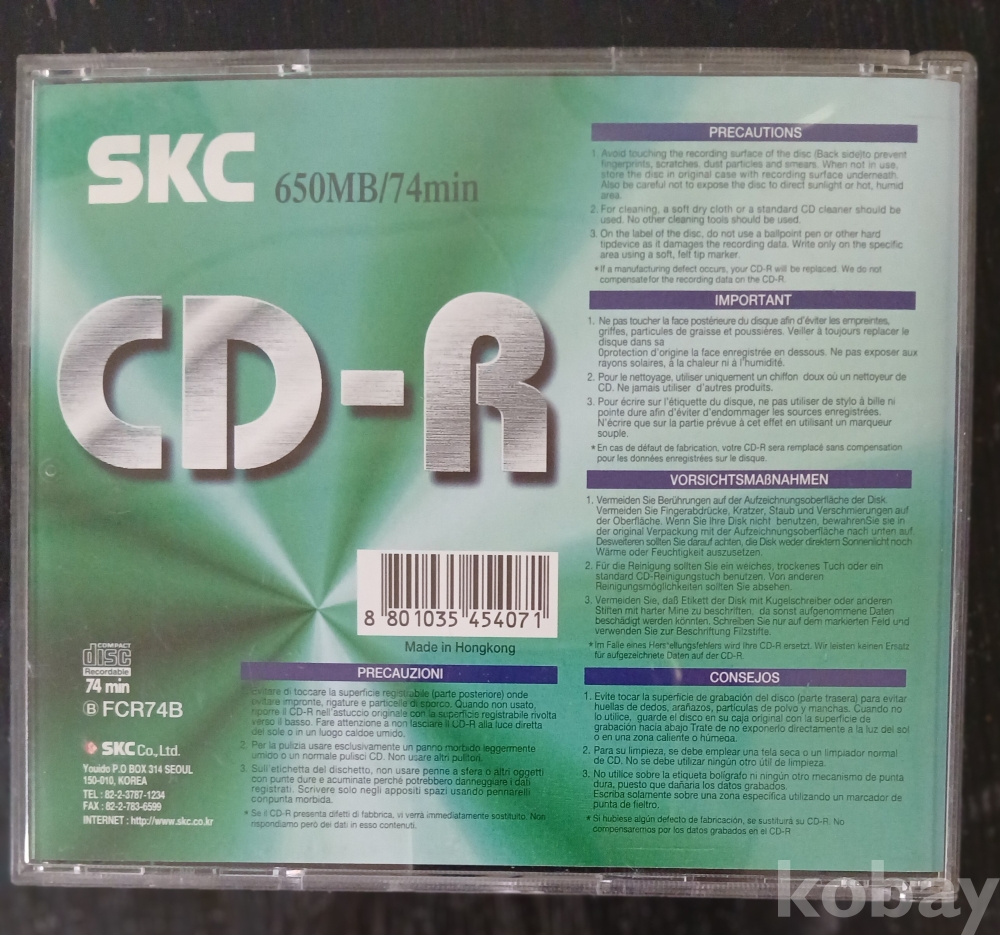 SKC
650MB/74min
CD-R
8 801035 454071
Made in Hongkong
COMPACT
disc
Recordable
74 min
Ⓑ FCR74B
SKC Co., Ltd.
Youido P.O BOX 314 SEOUL
150-010, KOREA
TEL : 82-2-3787-1234
FAX : 82-2-783-6599
INTERNET : http://www.skc.co.kr
PRECAUZIONI
1. Evitare di toccare la superficie registrabile (parte posteriore) onde
evitare impronte, rigature e particelle di sporco. Quando non usato,
riporre il CD-R nell'astuccio originale con la superficie registrabile rivolta
verso il basso. Fare attenzione a non lasciare il CD-R alla luce diretta
del sole o in un luogo caldoe umido.
2. Per la pulizia usare esclusivamente un panno morbido leggermente
umido o un normale pulisci CD. Non usare altri pulitori.
3. Sull'etichetta del dischetto, non usare penne a sfera o altri oggetti
con punte dure e acuminate perché potrebbero danneggiare i dati
registrati. Scrivere solo negli appositi spazi usando pennarelli
conpunta morbida.
* Se il CD-R presenta difetti di fabbrica, vi verrà immediatamente sostituito. Non
rispondiamo però dei dati in esso contenuti.
PRECAUTIONS
1. Avoid touching the recording surface of the disc (Back side)to prevent
fingerprints, scratches, dust particles and smears. When not in use,
store the disc in original case with recording surface underneath.
Also be careful not to expose the disc to direct sunlight or hot, humid
area.
2. For cleaning, a soft dry cloth or a standard CD cleaner should be
used. No other cleaning tools should be used.
3. On the label of the disc, do not use a ballpoint pen or other hard
tipdevice as it damages the recording data. Write only on the specific
area using a soft, felt tip marker.
* If a manufacturing defect occurs, your CD-R will be replaced. We do not
compensate for the recording data on the CD-R.
IMPORTANT
1. Ne pas toucher la face postérieure du disque afin d'éviter les empreintes,
griffes, particules de graisse et poussières. Veiller à toujours replacer le
disque dans sa
0protection d'origine la face enregistrée en dessous. Ne pas exposer aux
rayons solaires, à la chaleur ni à l'humidité.
2. Pour le nettoyage, utiliser uniquement un chiffon doux où un nettoyeur de
CD. Ne jamais utiliser d'autres produits.
3. Pour écrire sur l'étiquette du disque, ne pas utiliser de stylo à bille ni
pointe dure afin d'éviter d'endommager les sources enregistrées.
N'écrire que sur la partie prévue à cet effet en utilisant un marqueur
souple.
* En cas de défaut de fabrication, votre CD-R sera remplacé sans compensation
pour les données enregistrées sur le disque.
VORSICHTSMAßNAHMEN
1. Vermeiden Sie Berührungen auf der Aufzeichnungsoberfläche der Disk.
Vermeiden Sie Fingerabdrücke, Kratzer, Staub und Verschmierungen auf
der Oberfläche. Wenn Sie Ihre Disk nicht benutzen, bewahrenSie sie in
der original Verpackung mit der Aufzeichnungsoberfläche nach unten auf.
Desweiteren sollten Sie darauf achten, die Disk weder direktem Sonnenlicht noch
Wärme oder Feuchtigkeit auszusetzen.
2. Für die Reinigung sollten Sie ein weiches, trockenes Tuch oder ein
standard CD-Reinigungstuch benutzen. Von anderen
Reinigungsmöglichkeiten sollten Sie absehen.
3. Vermeiden Sie, daß Etikett der Disk mit Kugelschreiber oder anderen
Stiften mit harter Mine zu beschriften, da sonst aufgenommene Daten
beschädigt werden könnten. Schreiben Sie nur auf dem markierten Feld und
verwenden Sie zur Beschriftung Filzstifte.
* Im Falle eines Herstellungsfehlers wird Ihre CD-R ersetzt. Wir leisten keinen Ersatz
für aufgezeichnete Daten auf der CD-R.
CONSEJOS
1. Evite tocar la superficie de grabación del disco (parte trasera) para evitar
huellas de dedos, arañazos, partículas de polvo y manchas. Cuando no
lo utilice, guarde el disco en su caja original con la superficie de
grabación hacia abajo Trate de no exponerlo directamente a la luz del sol
o en una zona caliente o húmeda.
2. Para su limpieza, se debe emplear una tela seca o un limpiador normal
de CD. No se debe utilizar ningún otro útil de limpieza.
3. No utilice sobre la etiqueta bolígrafo ni ningún otro mecanismo de punta
dura, puesto que dañaría los datos grabados.
Escriba solamente sobre una zona específica utilizando un marcador de
punta de fieltro.
* Si hubiese algún defecto de fabricación, se sustituirá su CD-R. No
compensaremos por los datos grabados en el CD-R
kobay